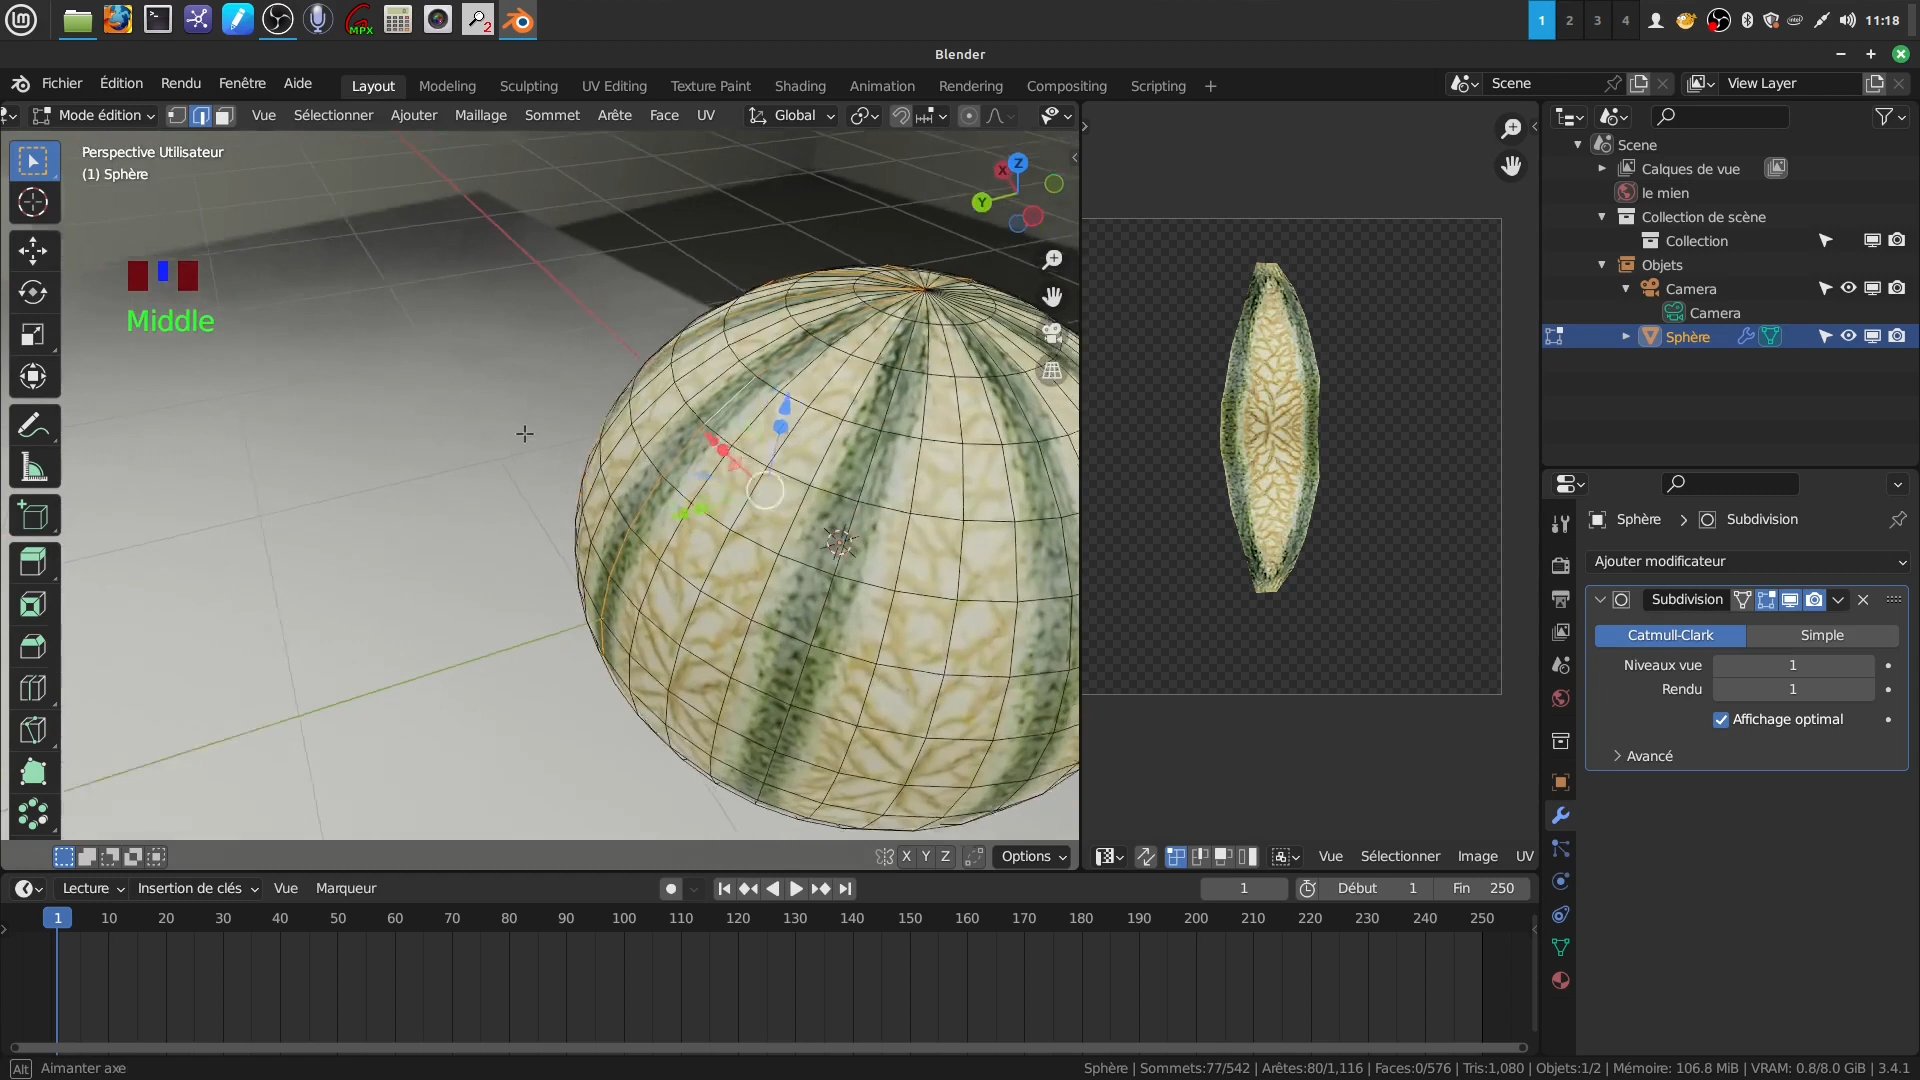 MPX
2
1
2
3
4
11:18
Blender
Fichier
Édition
Rendu
Fenêtre
Aide
Layout
Modeling
Sculpting
UV Editing
Texture Paint
Shading
Animation
Rendering
Compositing
Scripting
+
Scene
View Layer
Mode édition
Vue
Sélectionner
Ajouter
Maillage
Sommet
Arête
Face
UV
Global
Perspective Utilisateur
(1) Sphère
Z
X
Y
Middle
Scene
Calques de vue
le mien
Collection de scène
Collection
Objets
Camera
Camera
Sphère
Sphère
Subdivision
Ajouter modificateur
Subdivision
Catmull-Clark
Simple
Niveaux vue
1
Rendu
1
Affichage optimal
Avancé
X
Y
Z
Options
Vue
Sélectionner
Image
UV
Lecture
Insertion de clés
Vue
Marqueur
1
Début
1
Fin
250
1
10
20
30
40
50
60
70
80
90
100
110
120
130
140
150
160
170
180
190
200
210
220
230
240
250
Alt
Aimanter axe
Sphère | Sommets:77/542 | Arêtes:80/1,116 | Faces:0/576 | Tris:1,080 | Objets:1/2 | Mémoire: 106.8 MiB | VRAM: 0.8/8.0 GiB | 3.4.1